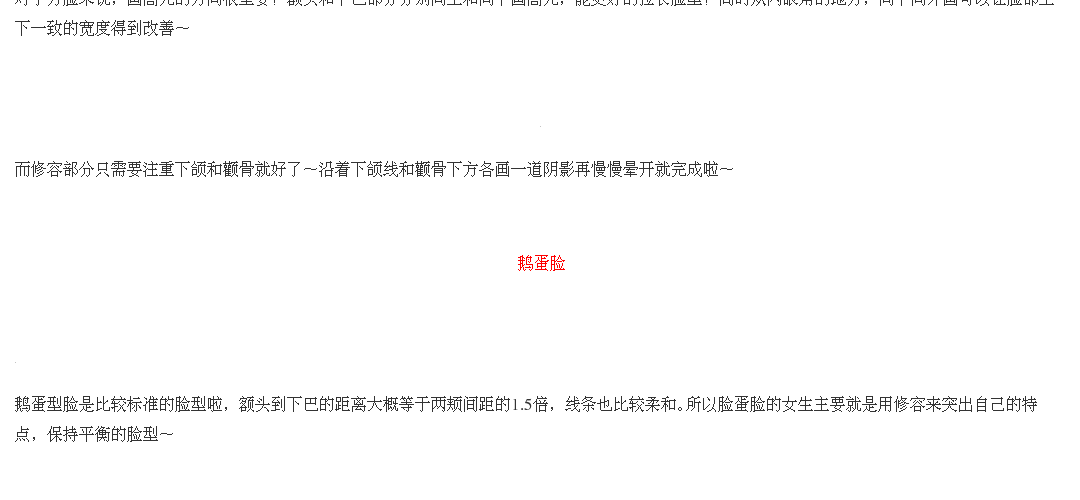 下一致的宽度得到改善～
而修容部分只需要注重下颌和颧骨就好了～沿着下颌线和颧骨下方各画一道阴影再慢慢晕开就完成啦～
鹅蛋脸
鹅蛋型脸是比较标准的脸型啦，额头到下巴的距离大概等于两颊间距的1.5倍，线条也比较柔和。所以脸蛋脸的女生主要就是用修容来突出自己的特
点，保持平衡的脸型～